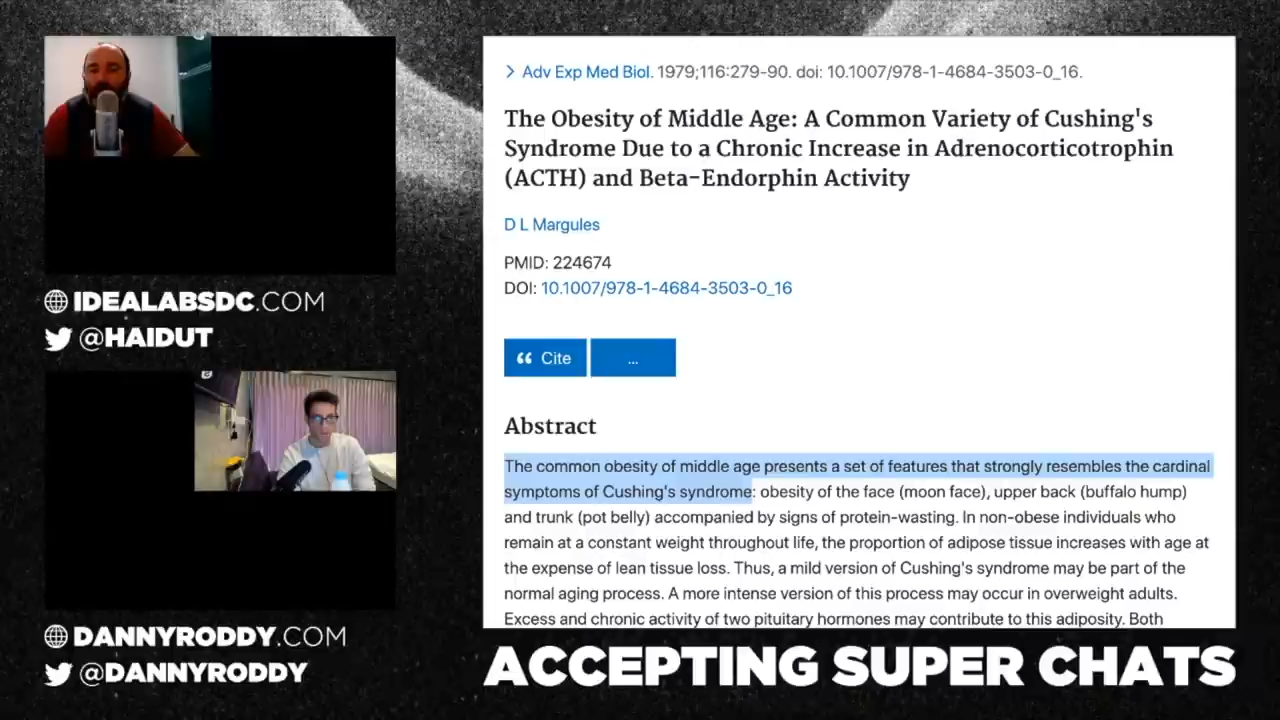 IDEALABSDC.COM
@HAIDUT
DANNYRODDY.COM
@DANNYRODDY
> Adv Exp Med Biol. 1979;116:279-90. doi: 10.1007/978-1-4684-3503-0_16.
The Obesity of Middle Age: A Common Variety of Cushing's
Syndrome Due to a Chronic Increase in Adrenocorticotrophin
(ACTH) and Beta-Endorphin Activity
D L Margules
PMID: 224674
DOI: 10.1007/978-1-4684-3503-0_16
“ Cite
...
Abstract
The common obesity of middle age presents a set of features that strongly resembles the cardinal
symptoms of Cushing's syndrome: obesity of the face (moon face), upper back (buffalo hump)
and trunk (pot belly) accompanied by signs of protein-wasting. In non-obese individuals who
remain at a constant weight throughout life, the proportion of adipose tissue increases with age at
the expense of lean tissue loss. Thus, a mild version of Cushing's syndrome may be part of the
normal aging process. A more intense version of this process may occur in overweight adults.
Excess and chronic activity of two pituitary hormones may contribute to this adiposity. Both
ACCEPTING SUPER CHATS